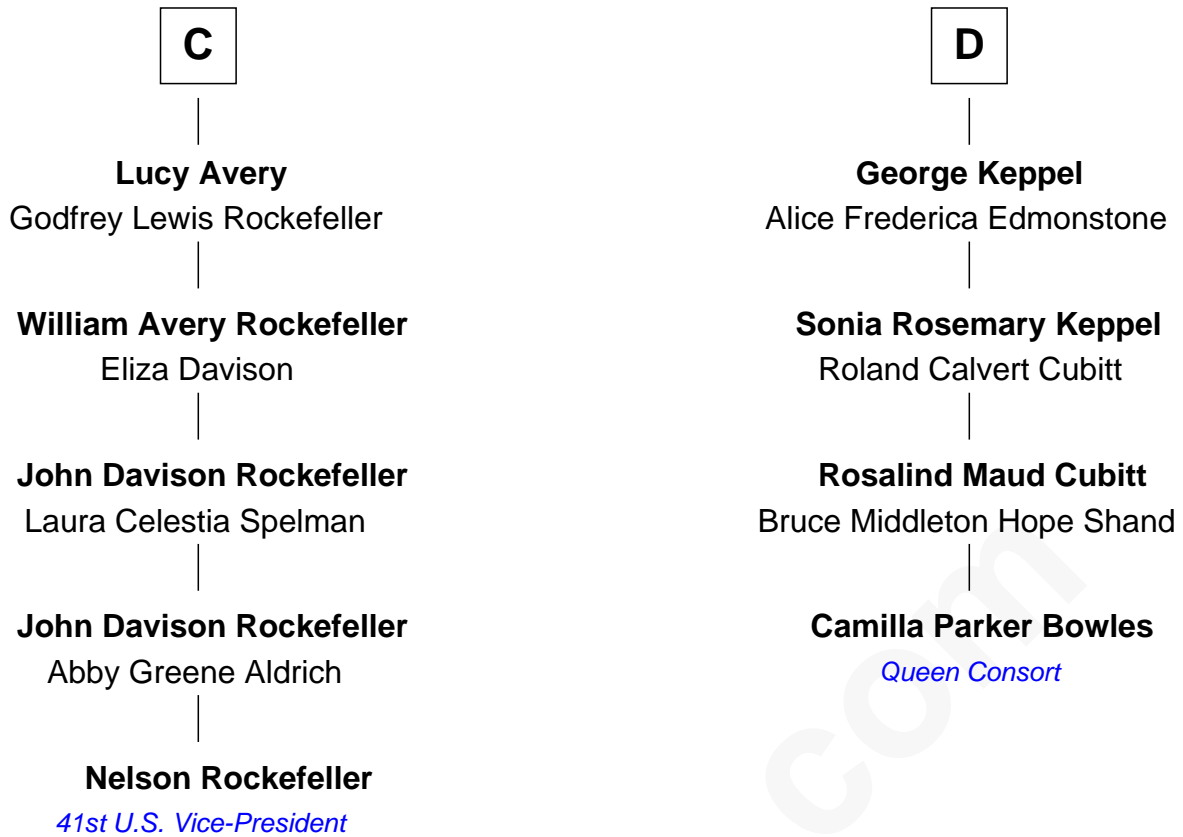 C
Lucy Avery
Godfrey Lewis Rockefeller
William Avery Rockefeller
Eliza Davison
John Davison Rockefeller
Laura Celestia Spelman
John Davison Rockefeller
Abby Greene Aldrich
Nelson Rockefeller
41st U.S. Vice-President
D
George Keppel
Alice Frederica Edmonstone
Sonia Rosemary Keppel
Roland Calvert Cubitt
Rosalind Maud Cubitt
Bruce Middleton Hope Shand
Camilla Parker Bowles
Queen Consort
com